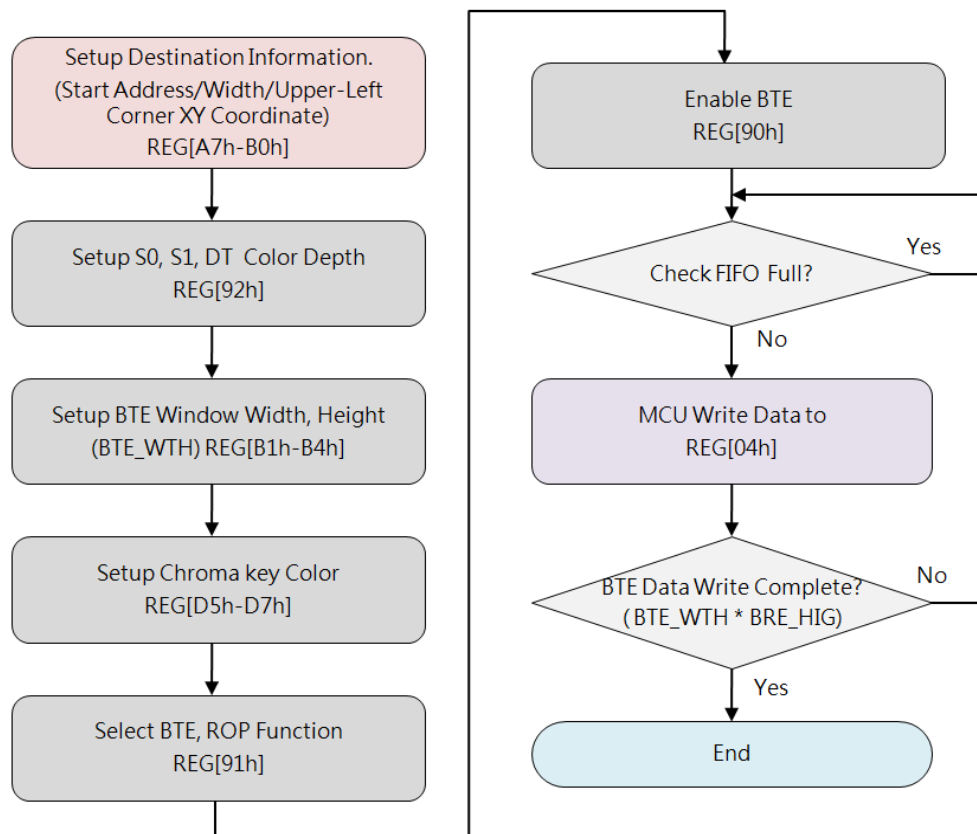 Setup Destination Information.
(Start Address/Width/Upper-Left
Corner XY Coordinate)
REG[A7h-B0h]
Setup S0, S1, DT Color Depth
REG[92h]
Setup BTE Window Width, Height
(BTE_WTH) REG[B1h-B4h]
Setup Chroma key Color
REG[D5h-D7h]
Select BTE, ROP Function
REG[91h]
Enable BTE
REG[90h]
Check FIFO Full?
Yes
No
MCU Write Data to
REG[04h]
BTE Data Write Complete?
( BTE_WTH * BRE_HIG)
No
Yes
End